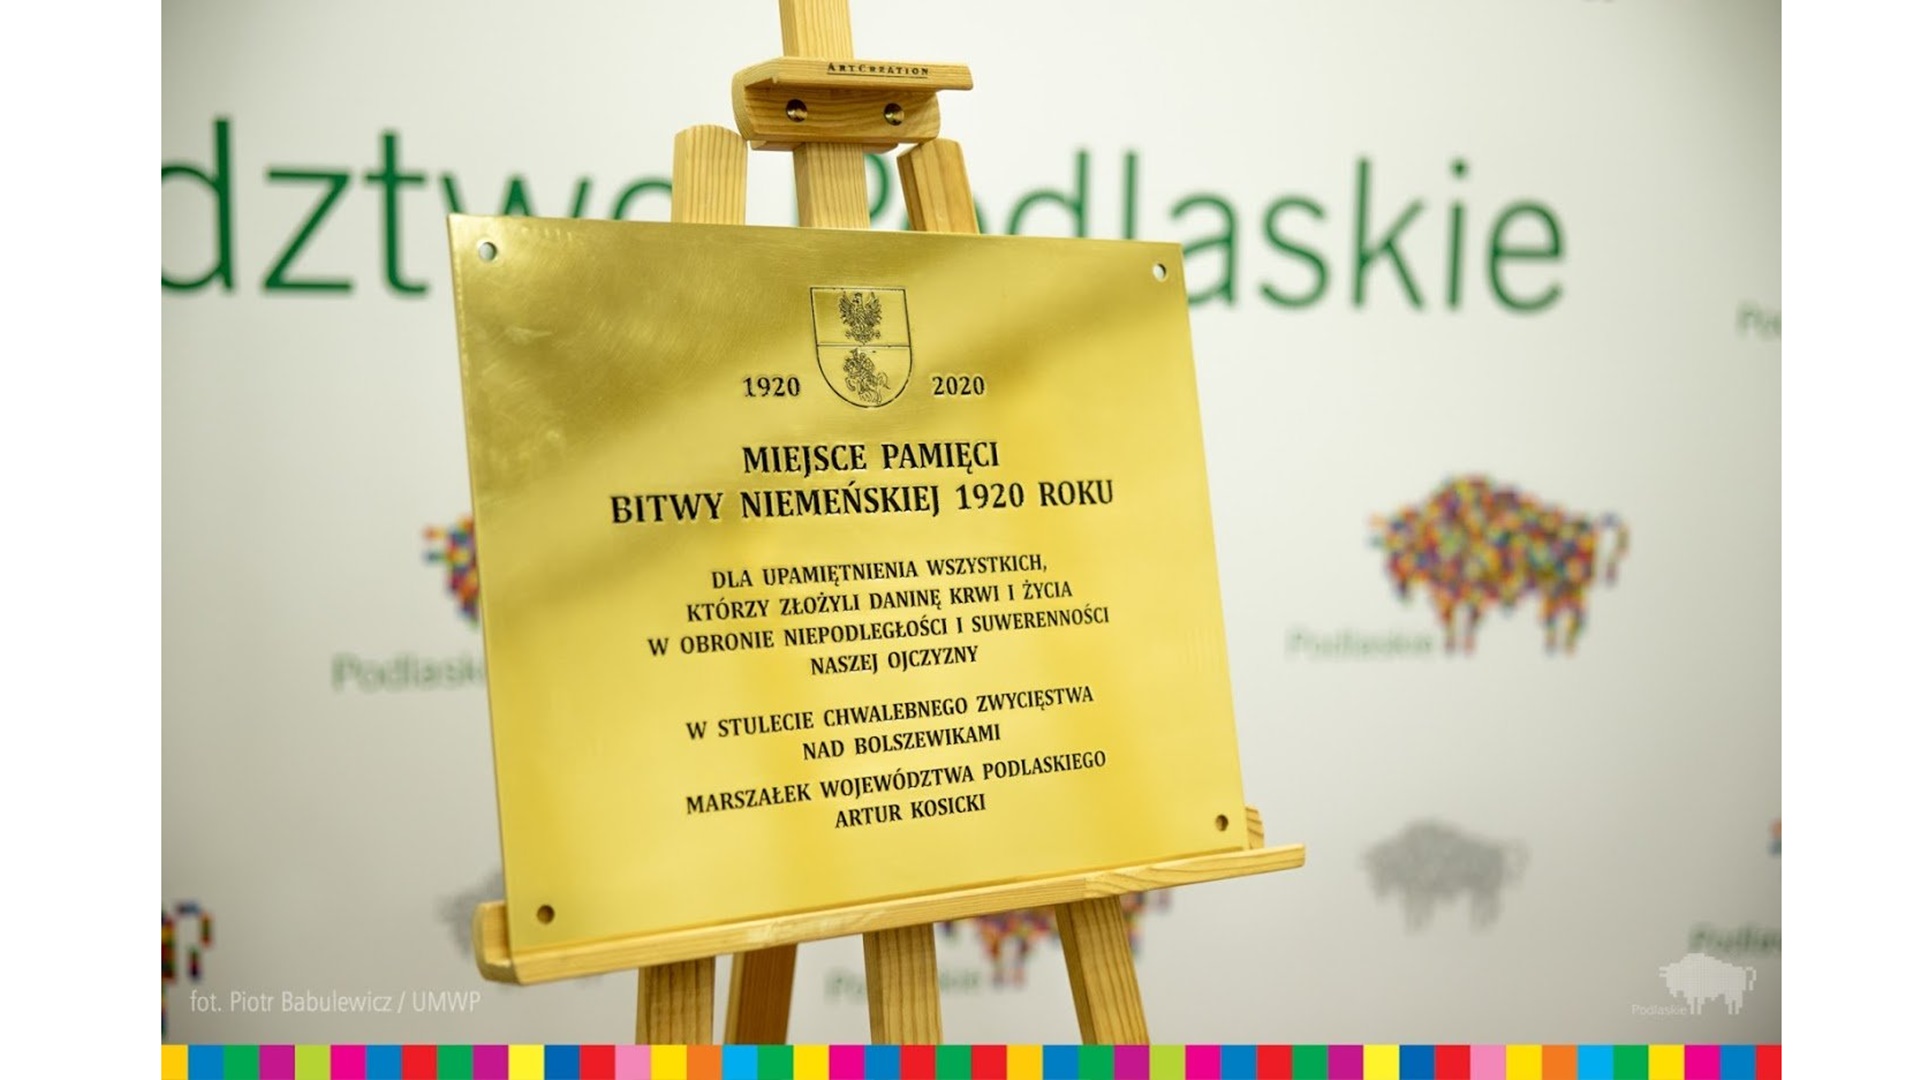 ArtCreation
dztwo Podlaskie
1920 2020
MIEJSCE PAMIĘCI
BITWY NIEMEŃSKIEJ 1920 ROKU
DLA UPAMIĘTNIENIA WSZYSTKICH,
KTÓRZY ZŁOŻYLI DANINĘ KRWI I ŻYCIA
W OBRONIE NIEPODLEGŁOŚCI I SUWERENNOŚCI
NASZEJ OJCZYZNY
W STULECIE CHWALEBNEGO ZWYCIĘSTWA
NAD BOLSZEWIKAMI
MARSZAŁEK WOJEWÓDZTWA PODLASKIEGO
ARTUR KOSICKI
Podlaskie
Podlask
Podlaskie
Podlas
fot. Piotr Babulewicz / UMWP
Podlaskie